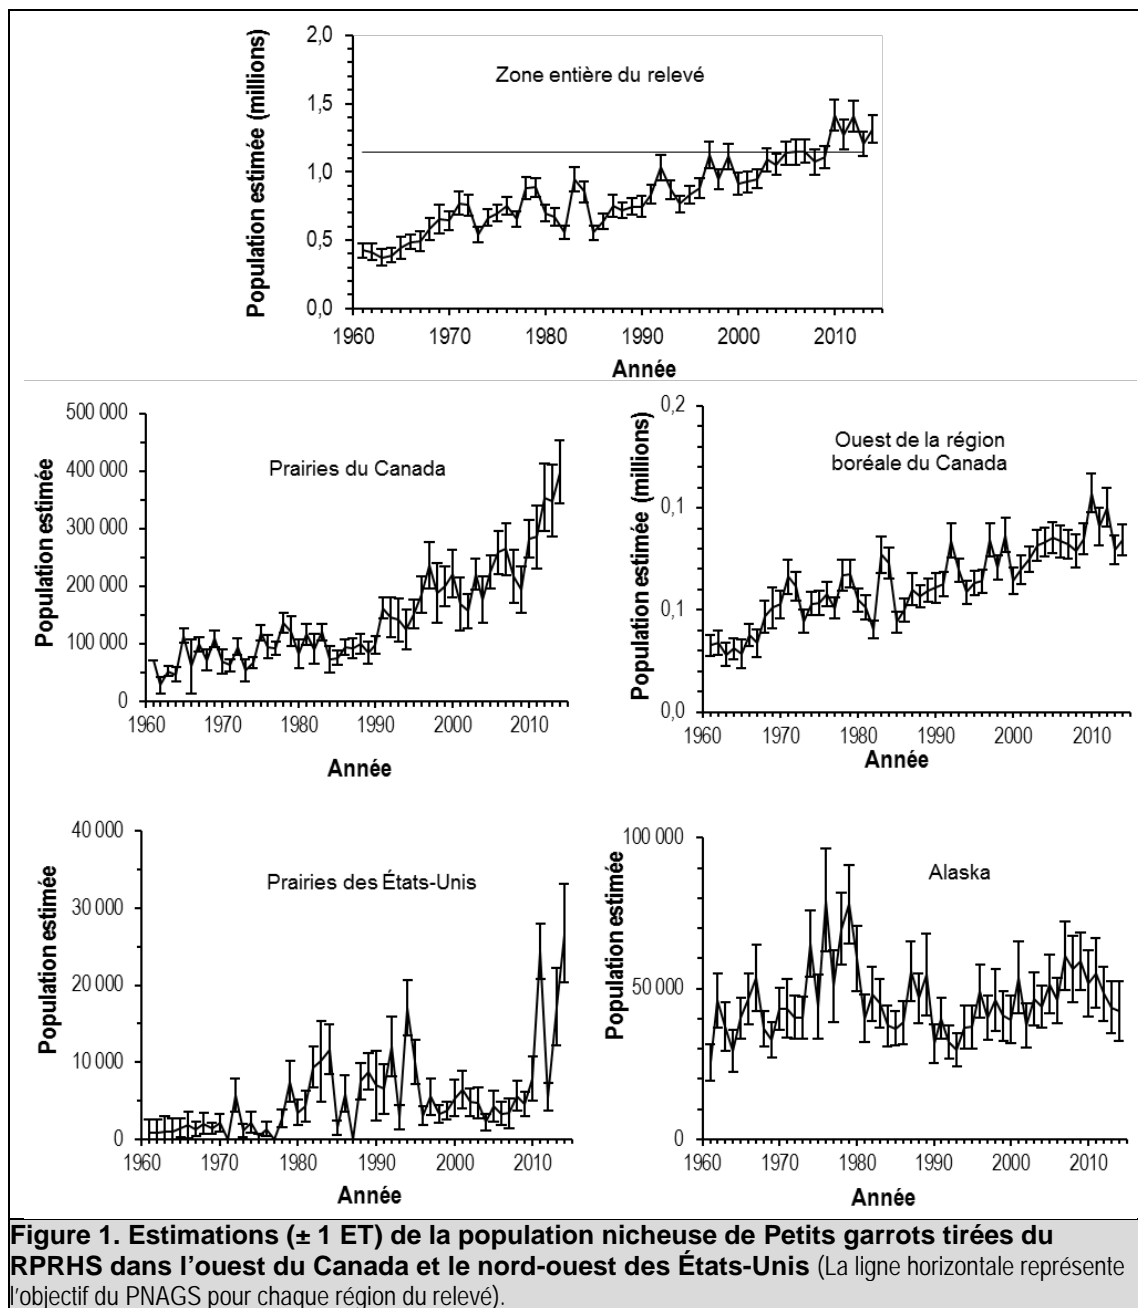 Zone entière du relevé
Population estimée (millions)
2,0
1,5
1,0
0,5
0,0
1960 1970 1980 1990 2000 2010
Année
Prairies du Canada
Population estimée
500 000
400 000
300 000
200 000
100 000
0
1960 1970 1980 1990 2000 2010
Année
Ouest de la région
boréale du Canada
Population estimée (millions)
0,2
0,1
0,1
0,0
1960 1970 1980 1990 2000 2010
Année
Prairies des États-Unis
Population estimée
40 000
30 000
20 000
10 000
0
1960 1970 1980 1990 2000 2010
Année
Alaska
Population estimée
100 000
50 000
0
1960 1970 1980 1990 2000 2010
Année
Figure 1. Estimations (± 1 ET) de la population nicheuse de Petits garrots tirées du
RPRHS dans l'ouest du Canada et le nord-ouest des États-Unis (La ligne horizontale représente
l'objectif du PNAGS pour chaque région du relevé).